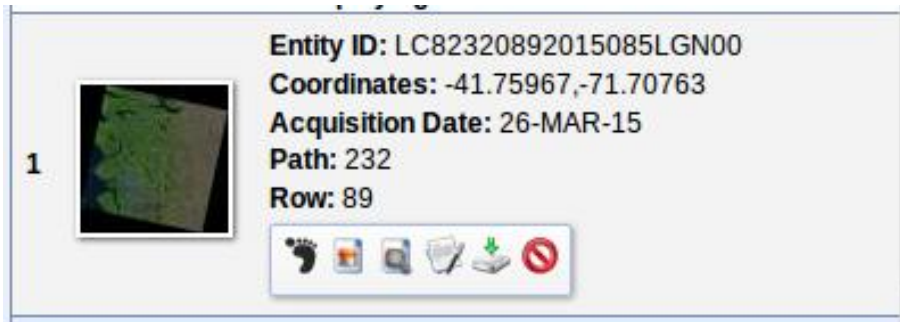 Entity ID: LC82320892015085LGN00
Coordinates: -41.75967,-71.70763
Acquisition Date: 26-MAR-15
1
Path: 232
Row: 89